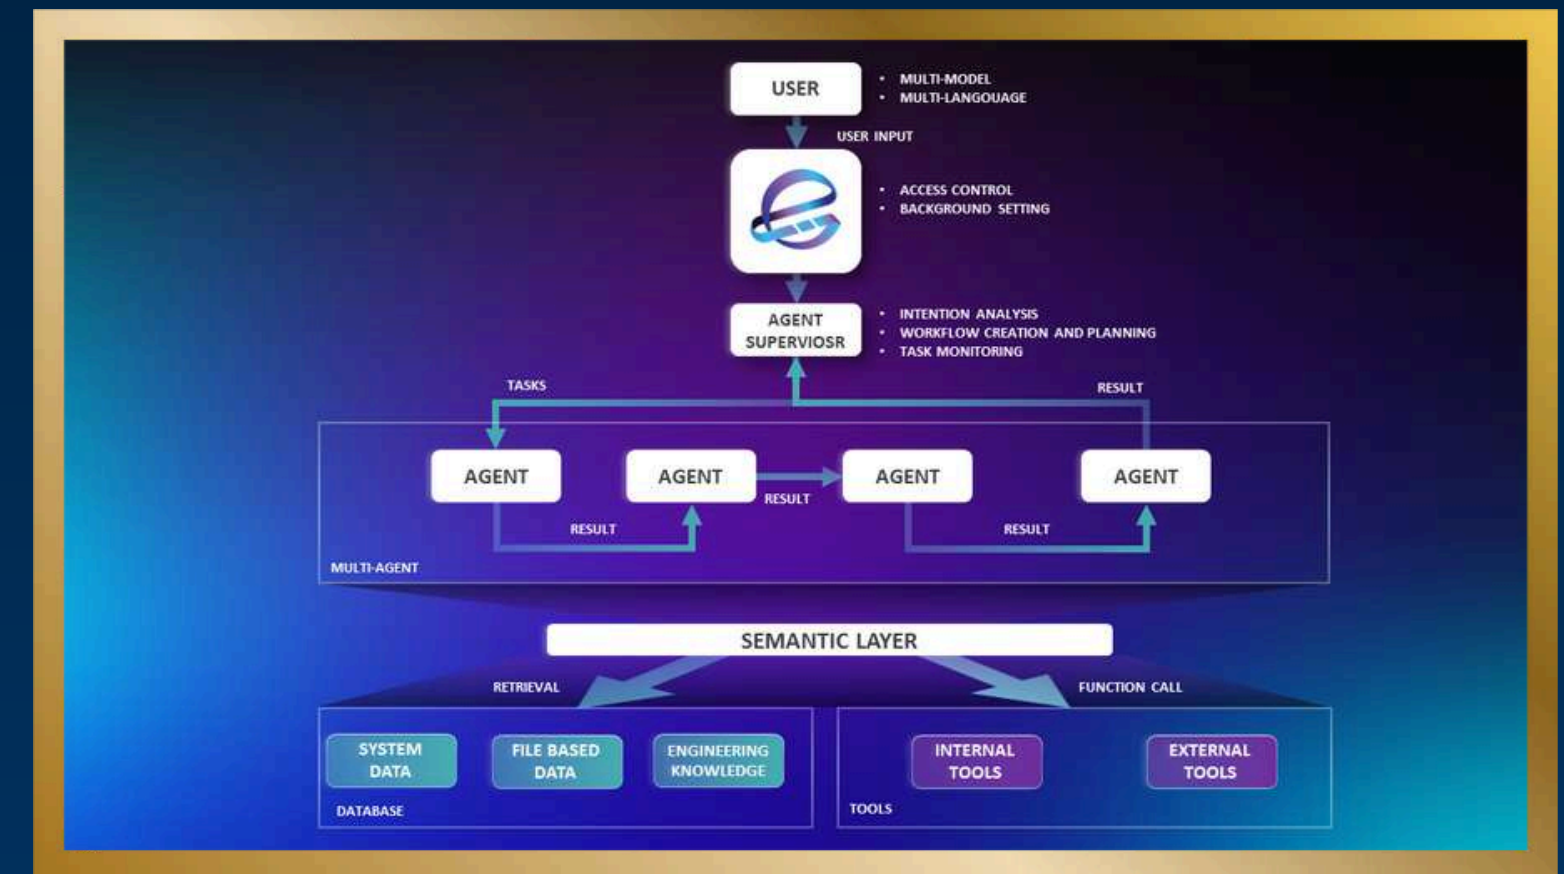 USER
• MULTI-MODEL
• MULTI-LANGOUAGE
USER INPUT
• ACCESS CONTROL
• BACKGROUND SETTING
AGENT
SUPERVIOSR
• INTENTION ANALYSIS
• WORKFLOW CREATION AND PLANNING
• TASK MONITORING
TASKS
RESULT
AGENT
AGENT
AGENT
AGENT
RESULT
RESULT
RESULT
MULTI-AGENT
SEMANTIC LAYER
RETRIEVAL
FUNCTION CALL
SYSTEM
DATA
FILE BASED
DATA
ENGINEERING
KNOWLEDGE
DATABASE
INTERNAL
TOOLS
EXTERNAL
TOOLS
TOOLS